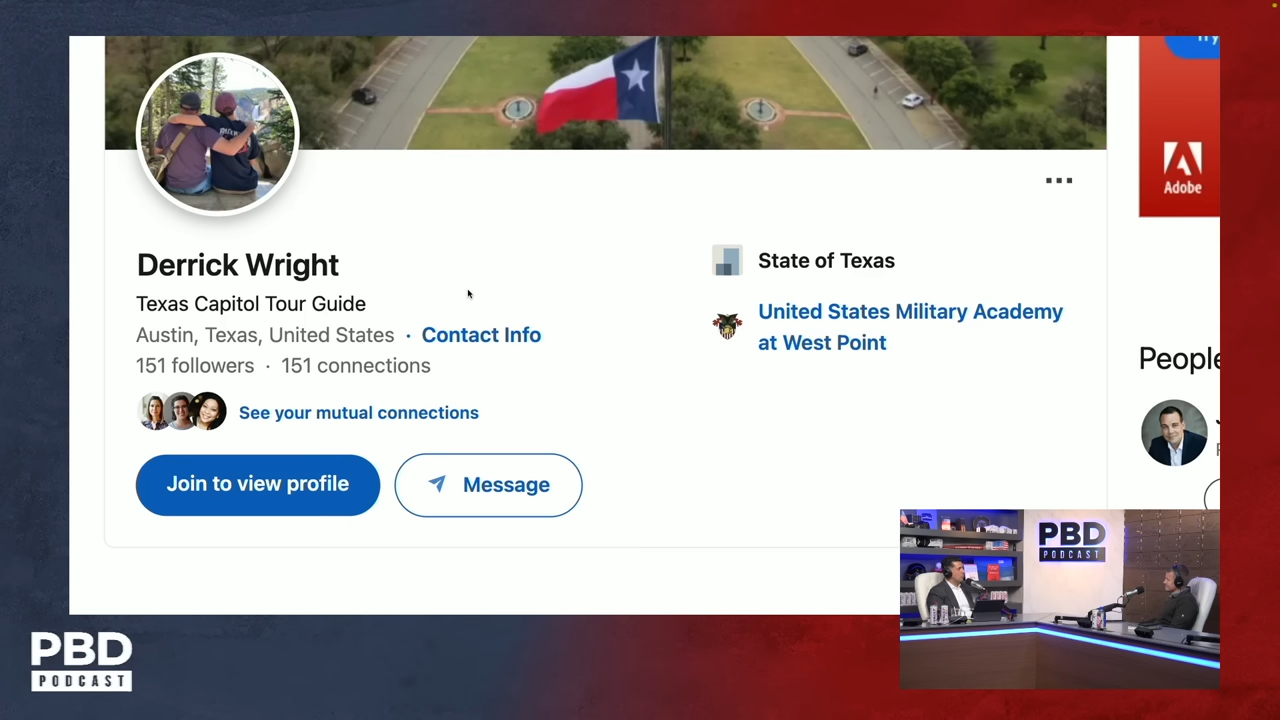 Adobe
Derrick Wright
Texas Capitol Tour Guide
Austin, Texas, United States · Contact Info
151 followers · 151 connections
See your mutual connections
Join to view profile
Message
State of Texas
United States Military Academy
at West Point
People
PBD
PODCAST
PBD
PODCAST